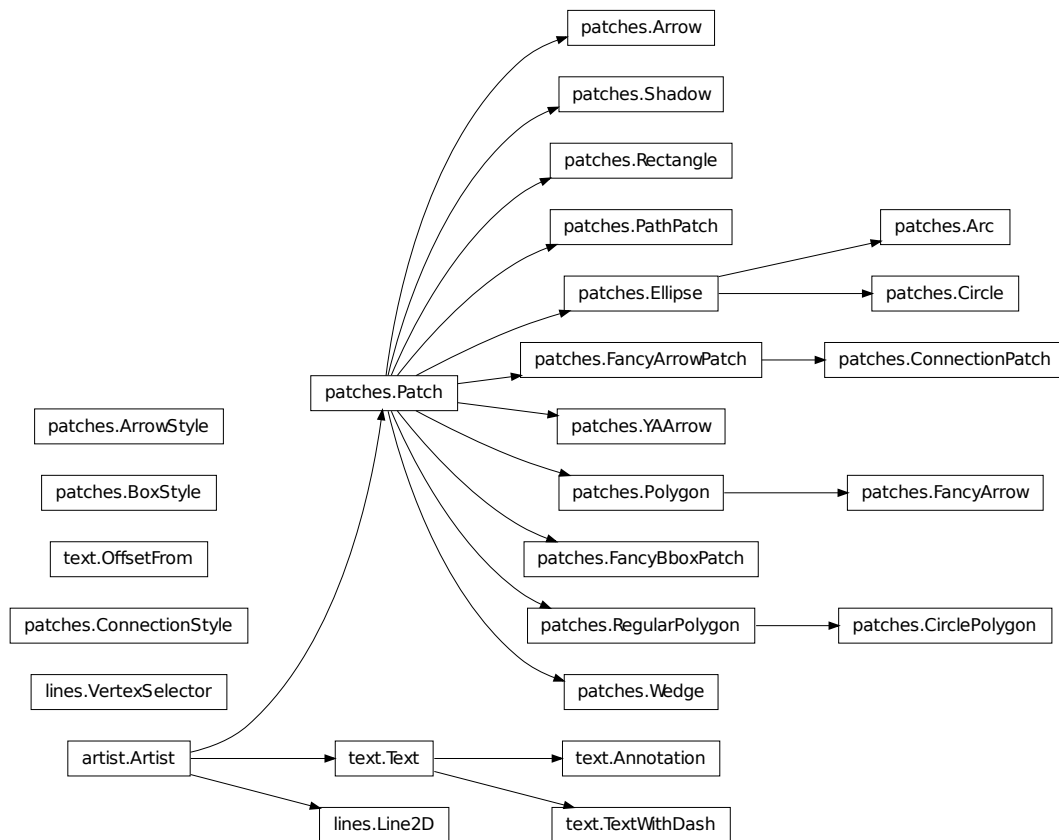 patches.Arrow
patches.Shadow
patches.Rectangle
patches.PathPatch
patches.Arc
patches.Ellipse
patches.Circle
patches.FancyArrowPatch
patches.ConnectionPatch
patches.Patch
patches.ArrowStyle
patches.YAArrow
patches.BoxStyle
patches.Polygon
patches.FancyArrow
text.OffsetFrom
patches.FancyBboxPatch
patches.ConnectionStyle
patches.RegularPolygon
patches.CirclePolygon
lines.VertexSelector
patches.Wedge
artist.Artist
text.Text
text.Annotation
lines.Line2D
text.TextWithDash